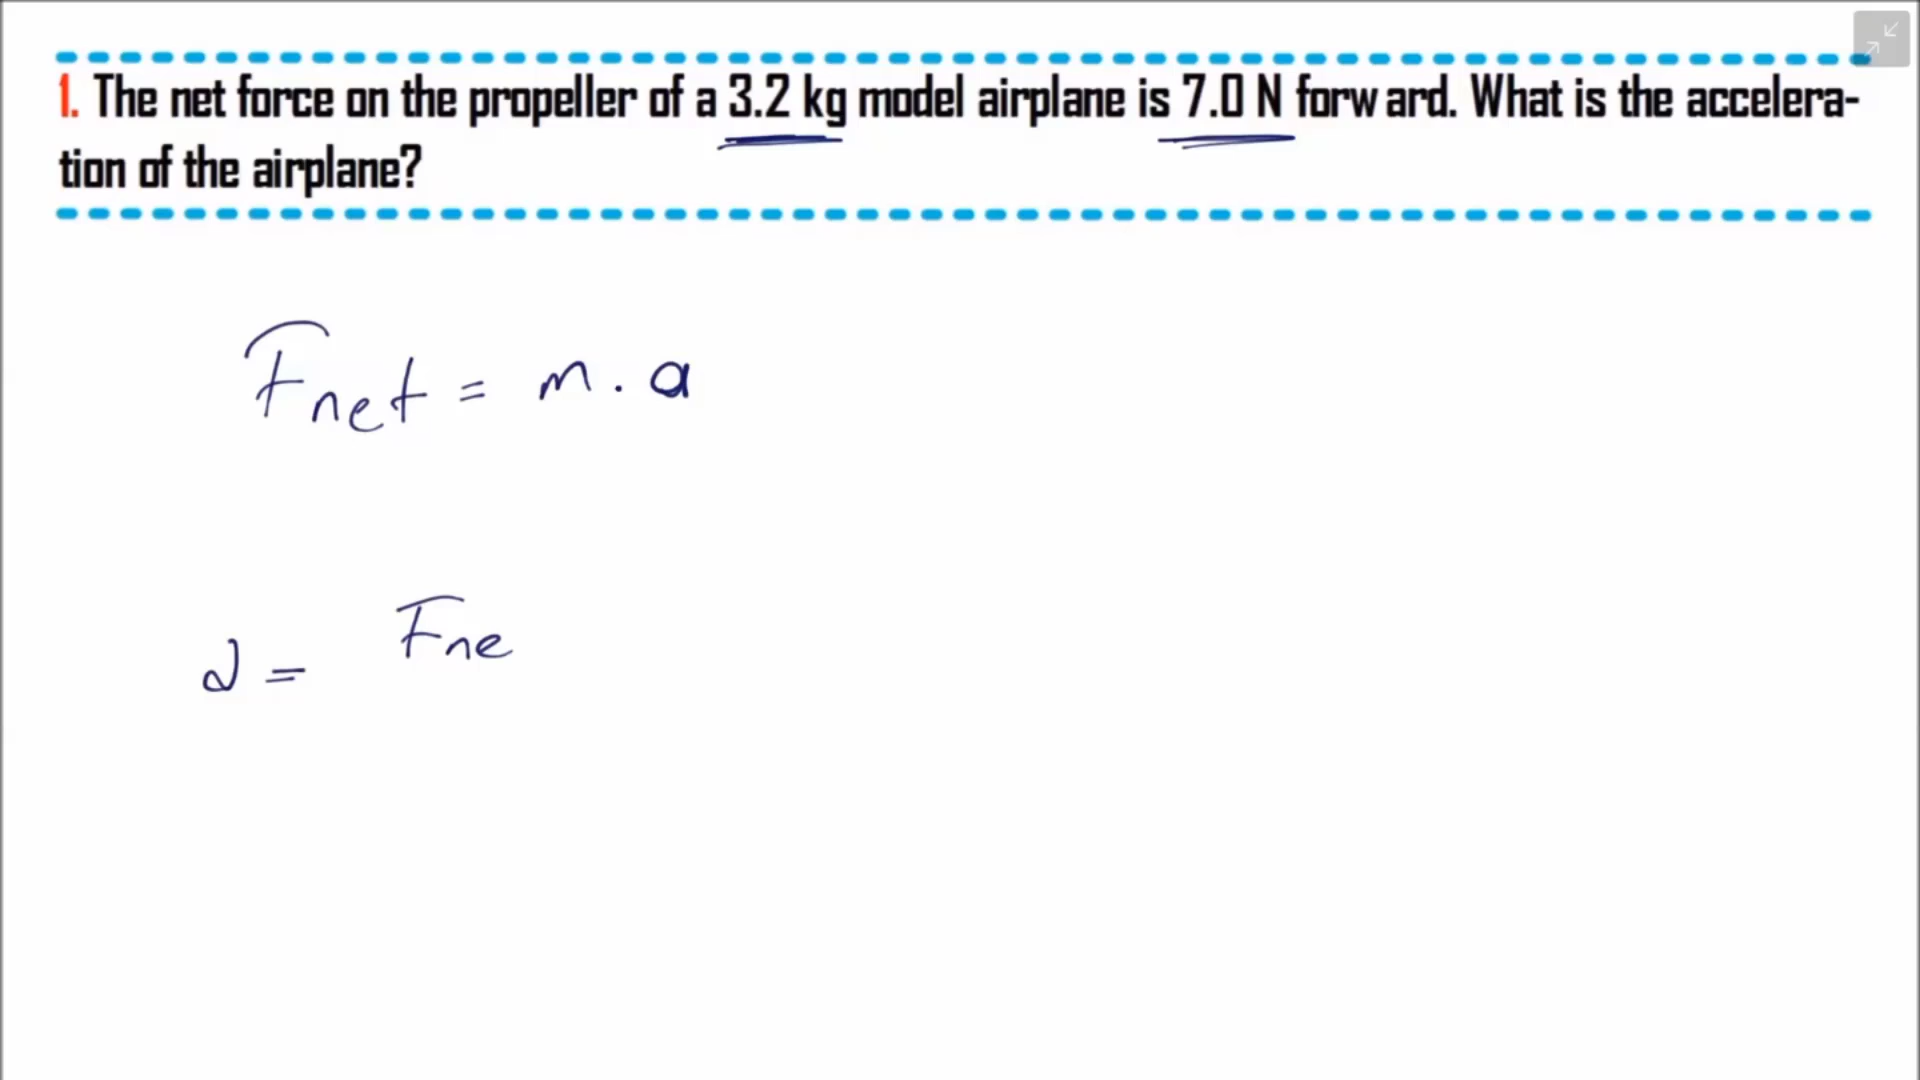 1. The net force on the propeller of a 3.2 kg model airplane is 7.0 N forw ard. What is the accelera-
tion of the airplane?
Fnet = m . a
a = Fne